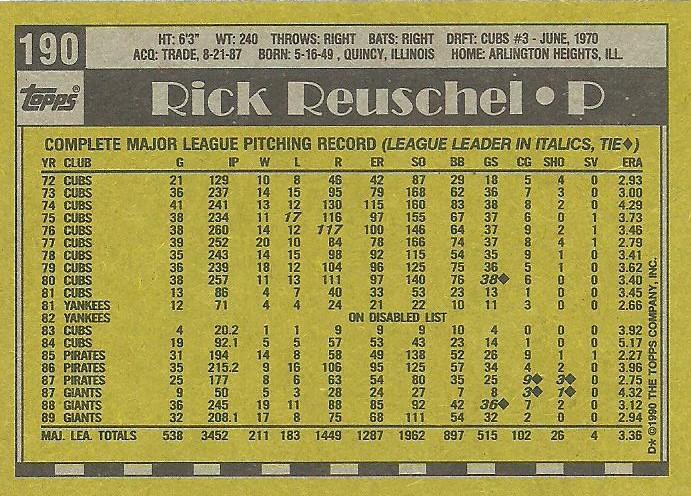 190 HT: 6'3" WT: 240 THROWS: RIGHT BATS: RIGHT DRFT: CUBS #3 - JUNE, 1970
ACQ: TRADE, 8-21-87 BORN: 5-16-49 , QUINCY, ILLINOIS HOME: ARLINGTON HEIGHTS, ILL.
Topps Rick Reuschel • P
COMPLETE MAJOR LEAGUE PITCHING RECORD (LEAGUE LEADER IN ITALICS, TIE♦)
YR CLUB G IP W L R ER SO BB GS CG SHO SV ERA
72 CUBS 21 129 10 8 46 42 87 29 18 5 4 0 2.93
73 CUBS 36 237 14 15 95 79 168 62 36 7 3 0 3.00
74 CUBS 41 241 13 12 130 115 160 83 38 8 2 0 4.29
75 CUBS 38 234 11 17 116 97 155 67 37 6 0 1 3.73
76 CUBS 38 260 14 12 117 100 146 64 37 9 2 1 3.46
77 CUBS 39 252 20 10 84 78 166 74 37 8 4 1 2.79
78 CUBS 35 243 14 15 98 92 115 54 35 9 1 0 3.41
79 CUBS 36 239 18 12 104 96 125 75 36 5 1 0 3.62
80 CUBS 38 257 11 13 111 97 140 76 38♦ 6 0 0 3.40
81 CUBS 13 86 4 7 40 33 53 23 13 1 0 0 3.45
81 YANKEES 12 71 4 4 24 21 22 10 11 3 0 0 2.66
82 YANKEES ON DISABLED LIST
83 CUBS 4 20.2 1 1 9 9 9 10 4 0 0 0 3.92
84 CUBS 19 92.1 5 5 57 53 43 23 14 1 0 0 5.17
85 PIRATES 31 194 14 8 58 49 138 52 26 9 1 1 2.27
86 PIRATES 35 215.2 9 16 106 95 125 57 34 4 2 0 3.96
87 PIRATES 25 177 8 6 63 54 80 35 25 9♦ 3♦ 0 2.75
87 GIANTS 9 50 5 3 28 24 27 7 8 3♦ 1♦ 0 4.32
88 GIANTS 36 245 19 11 88 85 92 42 36♦ 7 2 0 3.12
89 GIANTS 32 208.1 17 8 75 68 111 54 32 2 0 0 2.94
MAJ. LEA. TOTALS 538 3452 211 183 1449 1287 1962 897 515 102 26 4 3.36
D* ©1990 THE TOPPS COMPANY, INC.